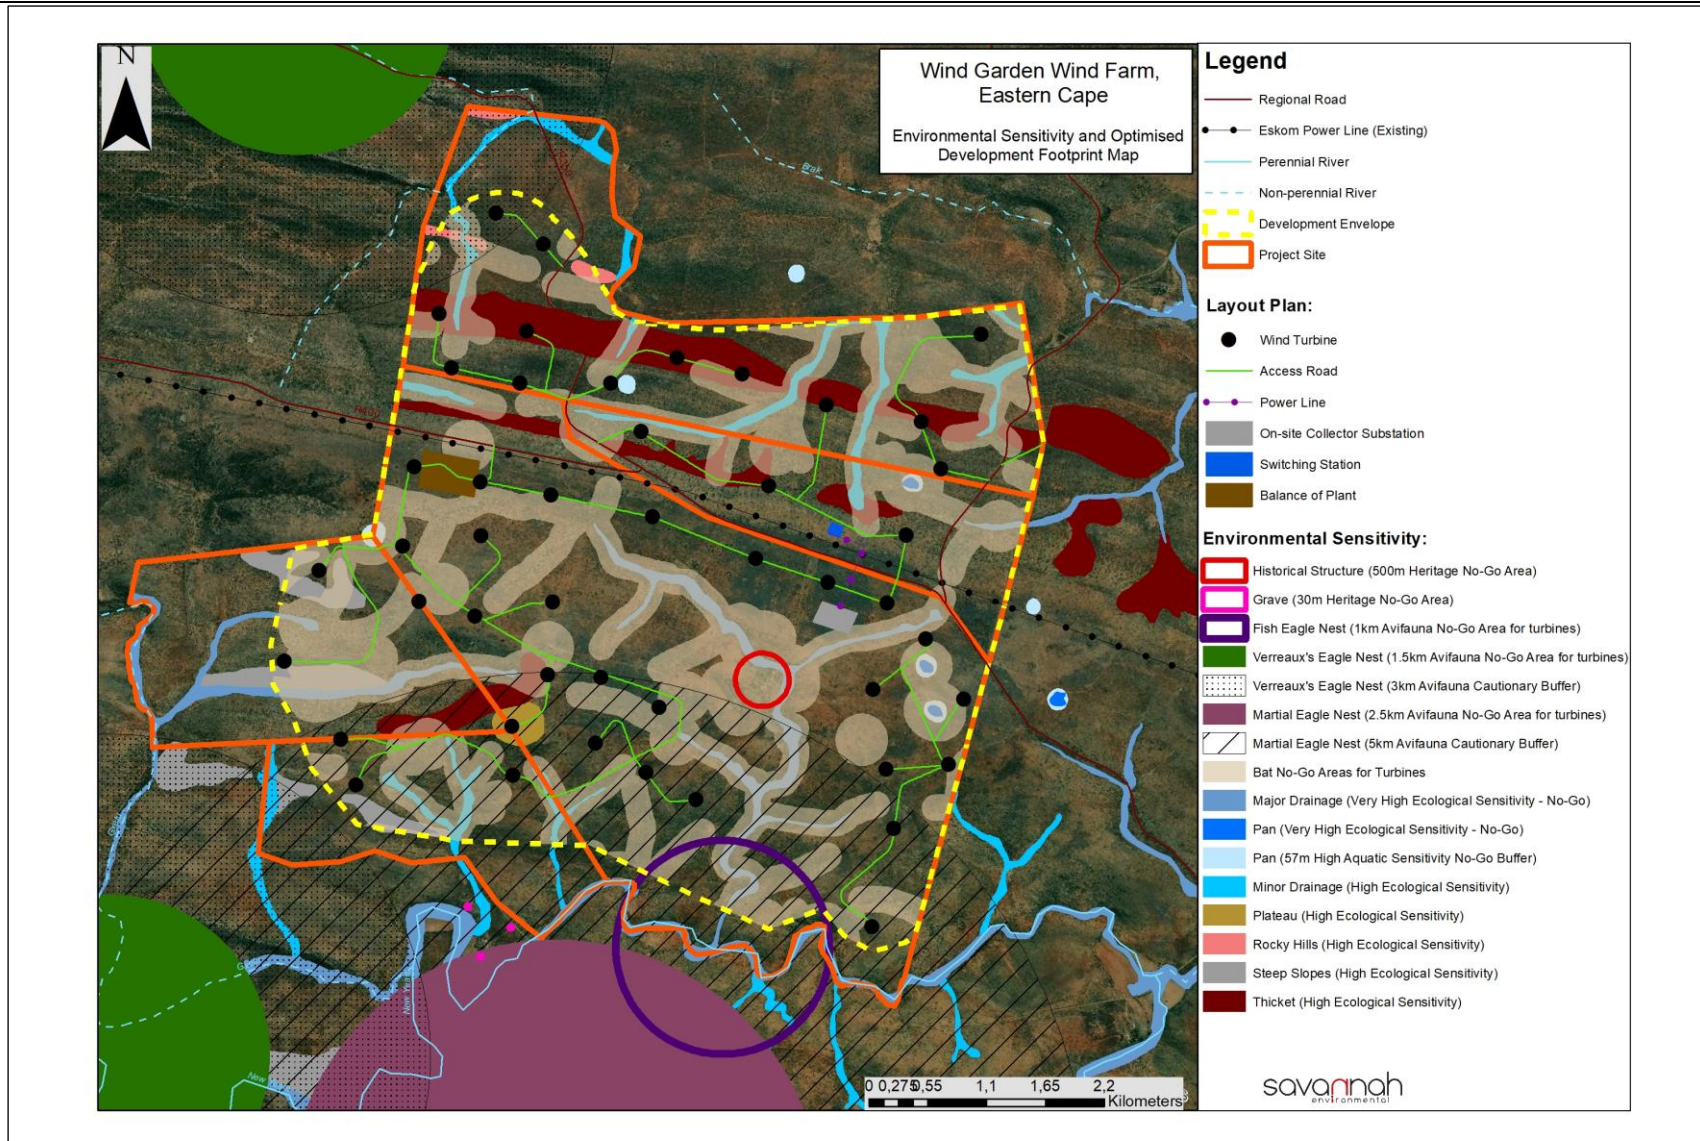 N
Wind Garden Wind Farm,
Eastern Cape
Environmental Sensitivity and Optimised
Development Footprint Map
Brak
R400
New Year
New Year
0 0,275 0,55 1,1 1,65 2,2
Kilometers
Legend
Regional Road
Eskom Power Line (Existing)
Perennial River
Non-perennial River
Development Envelope
Project Site
Layout Plan:
Wind Turbine
Access Road
Power Line
On-site Collector Substation
Switching Station
Balance of Plant
Environmental Sensitivity:
Historical Structure (500m Heritage No-Go Area)
Grave (30m Heritage No-Go Area)
Fish Eagle Nest (1km Avifauna No-Go Area for turbines)
Verreaux's Eagle Nest (1.5km Avifauna No-Go Area for turbines)
Verreaux's Eagle Nest (3km Avifauna Cautionary Buffer)
Martial Eagle Nest (2.5km Avifauna No-Go Area for turbines)
Martial Eagle Nest (5km Avifauna Cautionary Buffer)
Bat No-Go Areas for Turbines
Major Drainage (Very High Ecological Sensitivity - No-Go)
Pan (Very High Ecological Sensitivity - No-Go)
Pan (57m High Aquatic Sensitivity No-Go Buffer)
Minor Drainage (High Ecological Sensitivity)
Plateau (High Ecological Sensitivity)
Rocky Hills (High Ecological Sensitivity)
Steep Slopes (High Ecological Sensitivity)
Thicket (High Ecological Sensitivity)
savannah
environmental